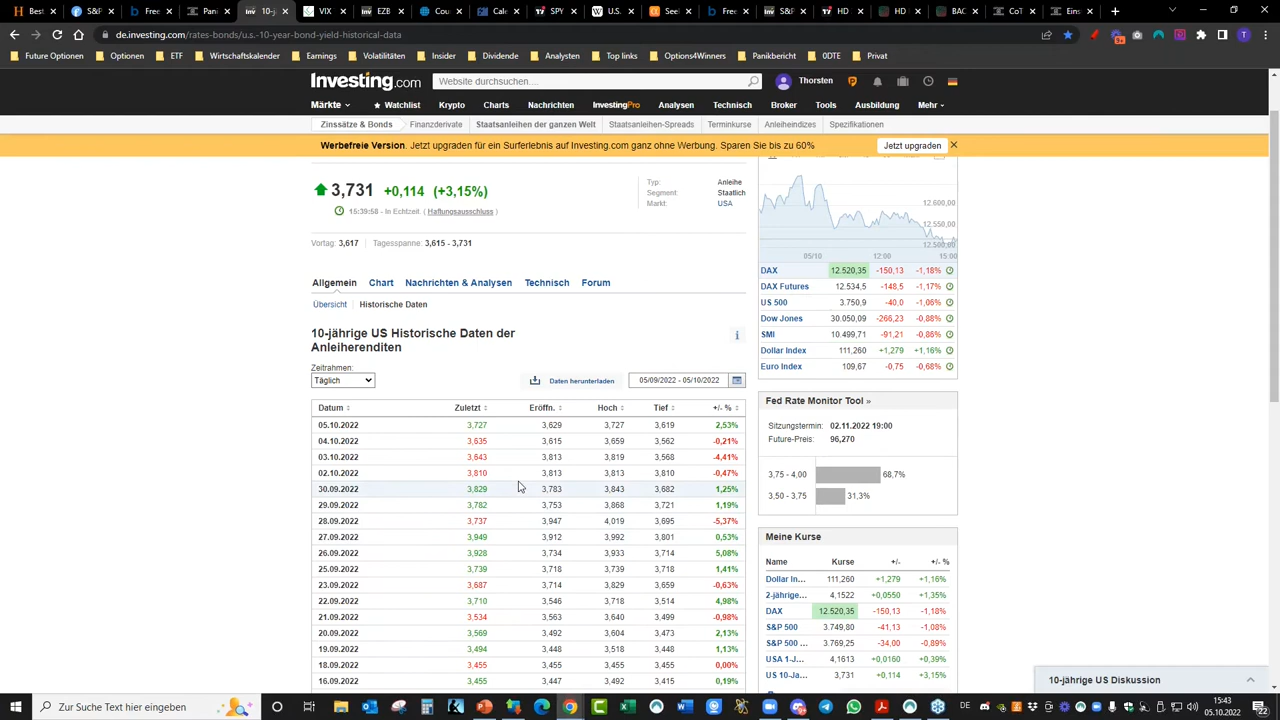 Best
S&P
Free
Pani
10-j
VIX
EZB
Cou
Cale
SPY
U.S.
Seel
Bree
S&P
HD
HD
BAC
CoT
Eins
de.investing.com/rates-bonds/u.s.-10-year-bond-yield-historical-data
Future Optionen
Optionen
ETF
Wirtschaftskalender
Earnings
Volatilitäten
Insider
Dividende
Analysten
Top links
Options4Winners
Panikbericht
0DTE
Privat
Investing.com
Website durchsuchen....
Thorsten
Märkte
Watchlist
Krypto
Charts
Nachrichten
InvestingPro
Analysen
Technisch
Broker
Tools
Ausbildung
Mehr
Zinssätze & Bonds
Finanzderivate
Staatsanleihen der ganzen Welt
Staatsanleihen-Spreads
Terminkurse
Anleiheindizes
Spezifikationen
Werbefreie Version. Jetzt upgraden für ein Surferlebnis auf Investing.com ganz ohne Werbung. Sparen Sie bis zu 60%
Jetzt upgraden
3,731 +0,114 (+3,15%)
15:39:58 - In Echtzeit. ( Haftungsausschluss )
Typ: Anleihe
Segment: Staatlich
Markt: USA
Vortag: 3,617 Tagesspanne: 3,615 - 3,731
Allgemein Chart Nachrichten & Analysen Technisch Forum
Übersicht Historische Daten
10-jährige US Historische Daten der
Anleiherenditen
Zeitrahmen:
Täglich
Daten herunterladen
05/09/2022 - 05/10/2022
Datum Zuletzt Eröffn. Hoch Tief +/- %
05.10.2022 3,727 3,629 3,727 3,619 2,53%
04.10.2022 3,635 3,615 3,659 3,562 -0,21%
03.10.2022 3,643 3,813 3,819 3,568 -4,41%
02.10.2022 3,810 3,813 3,813 3,810 -0,47%
30.09.2022 3,829 3,783 3,843 3,682 1,25%
29.09.2022 3,782 3,753 3,868 3,721 1,19%
28.09.2022 3,737 3,947 4,019 3,695 -5,37%
27.09.2022 3,949 3,912 3,992 3,801 0,53%
26.09.2022 3,928 3,734 3,933 3,714 5,08%
25.09.2022 3,739 3,718 3,739 3,718 1,41%
23.09.2022 3,687 3,714 3,829 3,659 -0,63%
22.09.2022 3,710 3,546 3,718 3,514 4,98%
21.09.2022 3,534 3,563 3,640 3,499 -0,98%
20.09.2022 3,569 3,492 3,604 3,473 2,13%
19.09.2022 3,494 3,448 3,518 3,448 1,13%
18.09.2022 3,455 3,455 3,455 3,455 0,00%
16.09.2022 3,455 3,447 3,492 3,415 0,19%
12.600,00
12.550,00
12.500,00
05/10 12:00 15:00
DAX 12.520,35 -150,13 -1,18%
DAX Futures 12.534,5 -148,5 -1,17%
US 500 3.750,9 -40,0 -1,06%
Dow Jones 30.050,09 -266,23 -0,88%
SMI 10.499,71 -91,21 -0,86%
Dollar Index 111,260 +1,279 +1,16%
Euro Index 109,67 -0,75 -0,68%
Fed Rate Monitor Tool »
Sitzungstermin: 02.11.2022 19:00
Future-Preis: 96,270
3,75 - 4,00 68,7%
3,50 - 3,75 31,3%
Meine Kurse
Name Kurse +/- +/- %
Dollar In... 111,260 +1,279 +1,16%
2-jährige... 4,1522 +0,0550 +1,35%
DAX 12.520,35 -150,13 -1,18%
S&P 500 3.749,80 -41,13 -1,08%
S&P 500 ... 3.769,25 -34,00 -0,89%
USA 1-J... 4,1613 +0,0160 +0,39%
US 10-Ja... 3,731 +0,114 +3,15%
10-jährige US Diskussion
Zur Suche Text hier eingeben
DE
15:43
05.10.2022